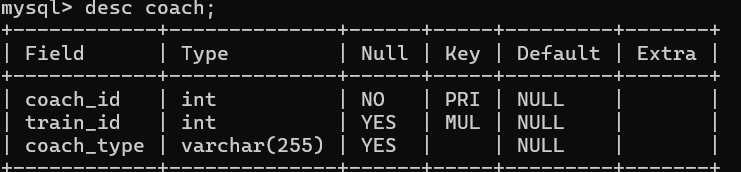 mysql> desc coach;
+------------+--------------+------+-----+---------+-------+
| Field      | Type         | Null | Key | Default | Extra |
+------------+--------------+------+-----+---------+-------+
| coach_id   | int          | NO   | PRI | NULL    |       |
| train_id   | int          | YES  | MUL | NULL    |       |
| coach_type | varchar(255) | YES  |     | NULL    |       |
+------------+--------------+------+-----+---------+-------+